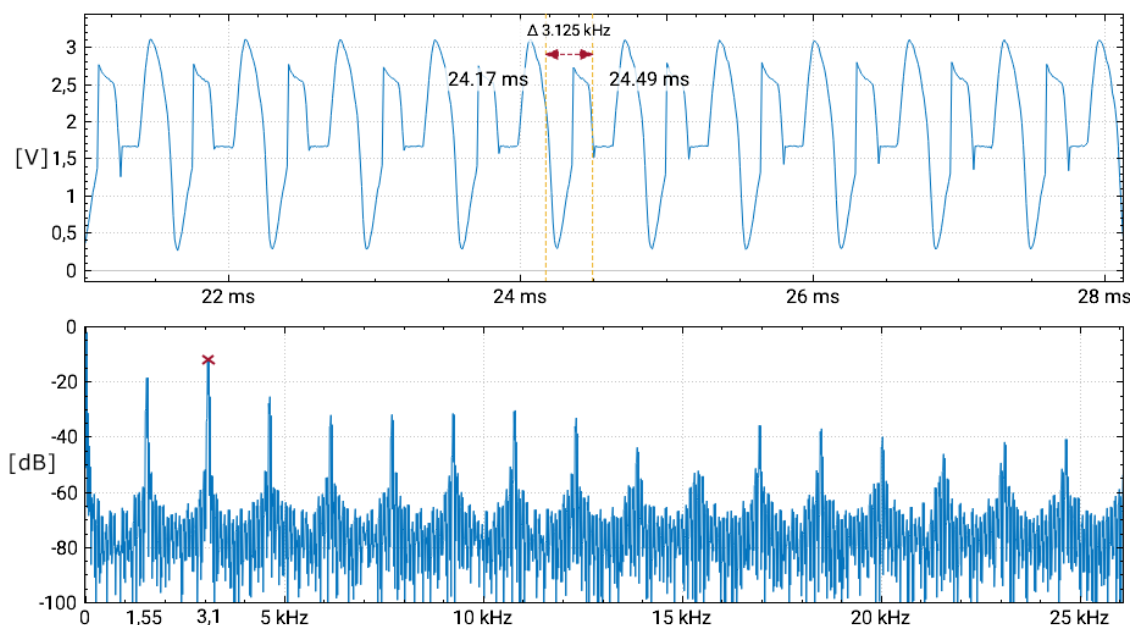 Δ 3.125 kHz
3
2,5
2
[V] 1,5
1
0,5
0
24.17 ms
24.49 ms
22 ms
24 ms
26 ms
28 ms
0
-20
-40
[dB]
-60
-80
-100
0
1,55
3,1
5 kHz
10 kHz
15 kHz
20 kHz
25 kHz